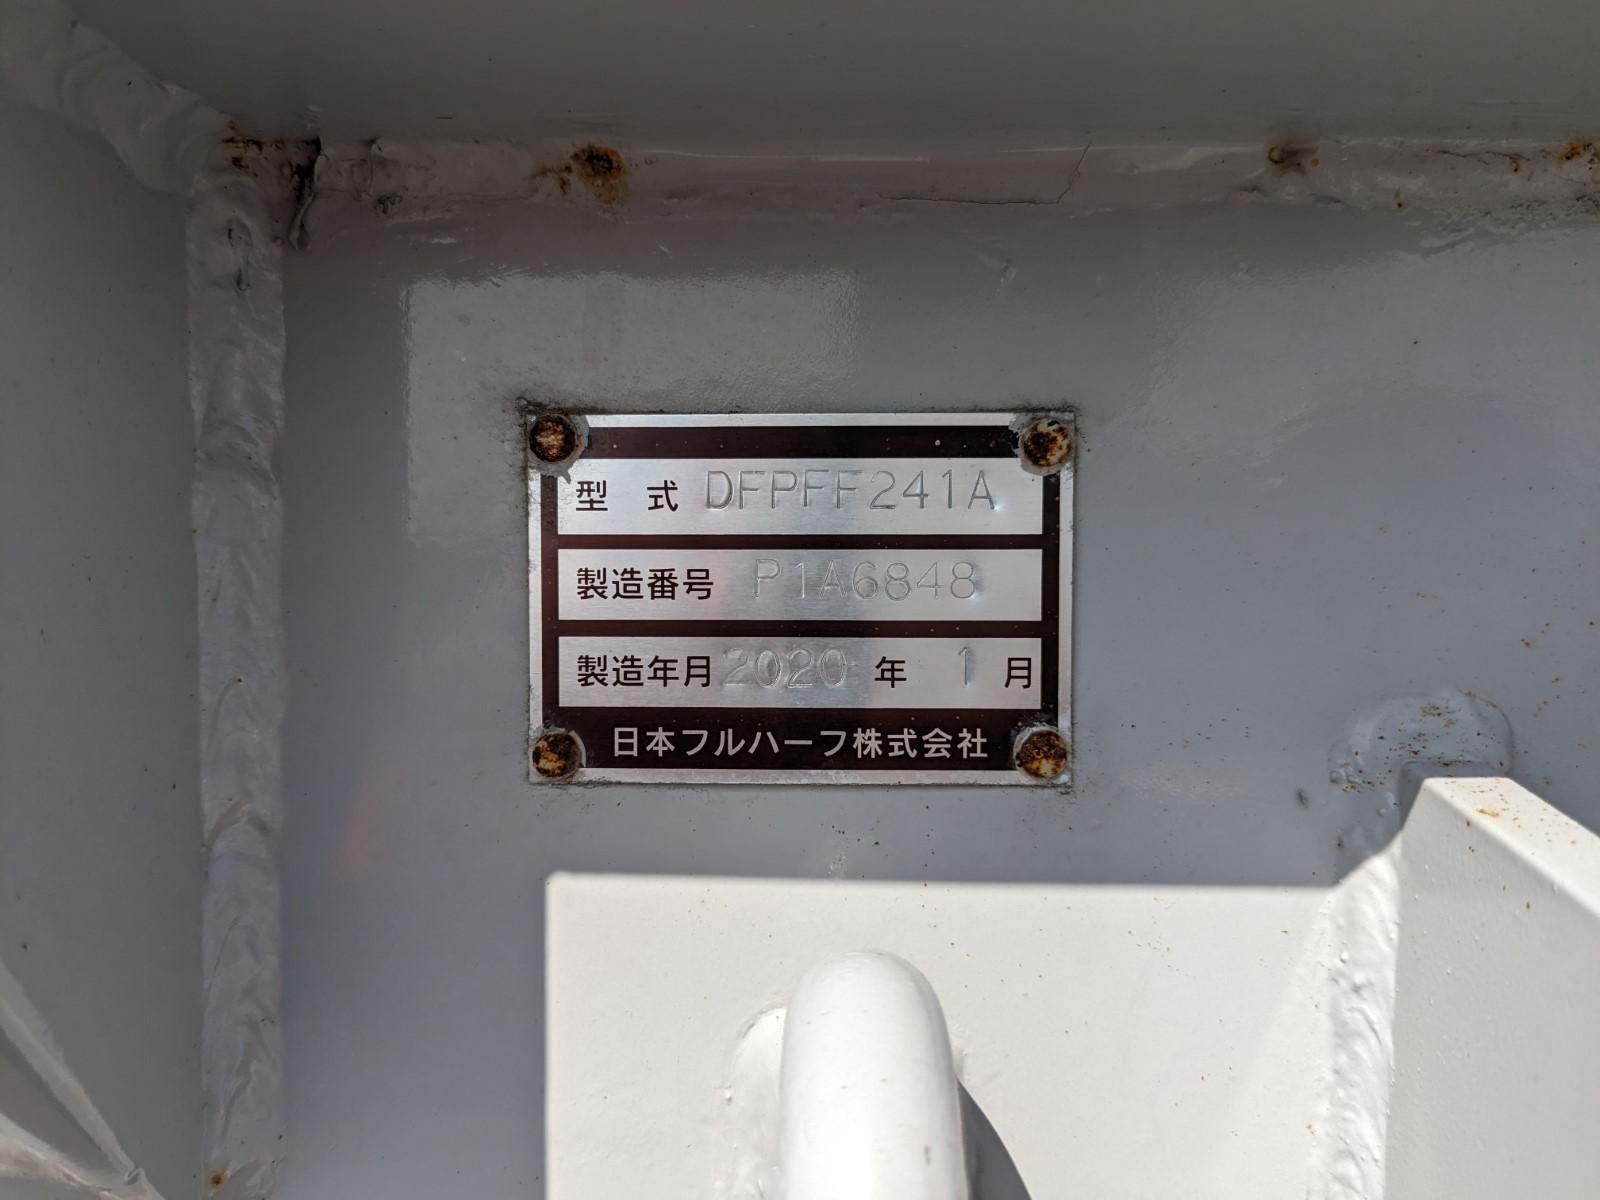 型 式 DFPFF241A
製造番号 P1A6848
製造年月 2020 年 1 月
日本フルハーフ株式会社